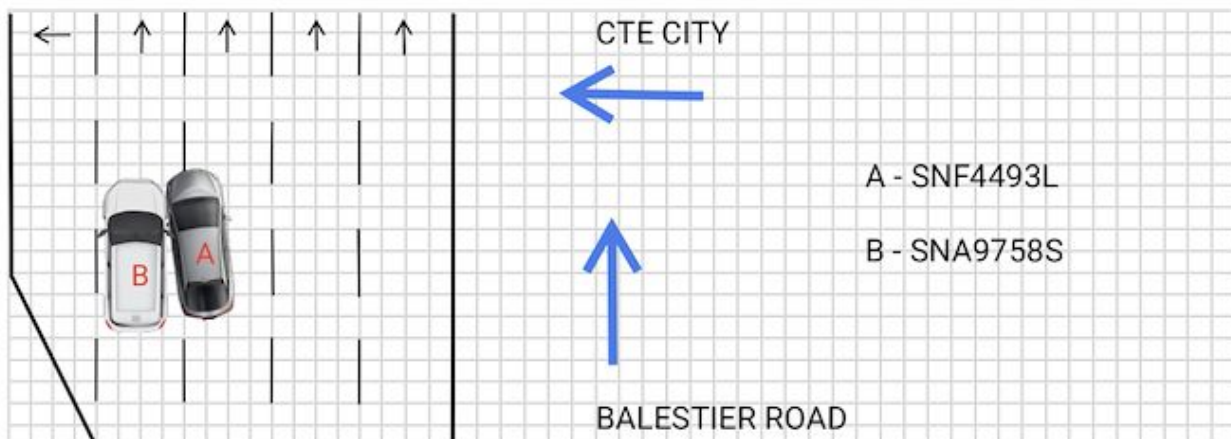 CTE CITY
A - SNF4493L
B - SNA9758S
A
B
BALESTIER ROAD